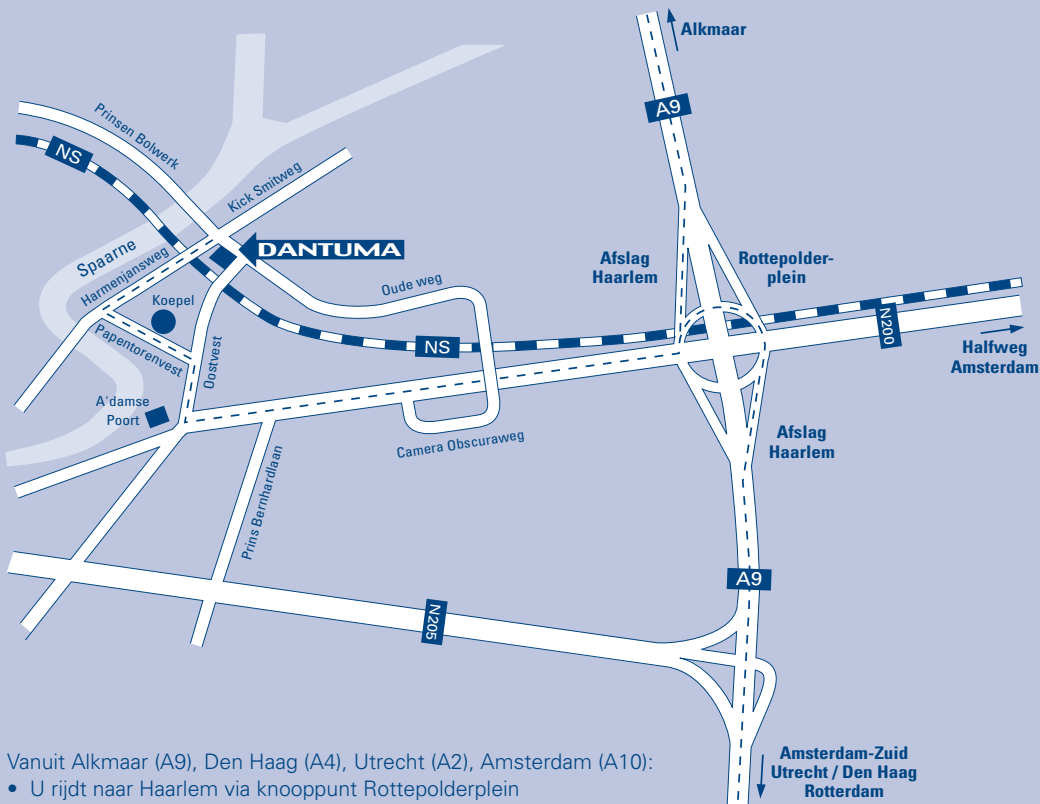 Alkmaar
A9
Prinsen Bolwerk
NS
Kick Smitweg
DANTUMA
Spaarne
Harmenjansweg
Koepel
Papentorenvest
Oostvest
Oude weg
Afslag
Haarlem
Rottepolder-
plein
NS
N200
Halfweg
Amsterdam
A'damse
Poort
Camera Obscuraweg
Afslag
Haarlem
Prins Bernhardlaan
A9
N205
Amsterdam-Zuid
Utrecht / Den Haag
Rotterdam
Vanuit Alkmaar (A9), Den Haag (A4), Utrecht (A2), Amsterdam (A10):
• U rijdt naar Haarlem via knooppunt Rottepolderplein